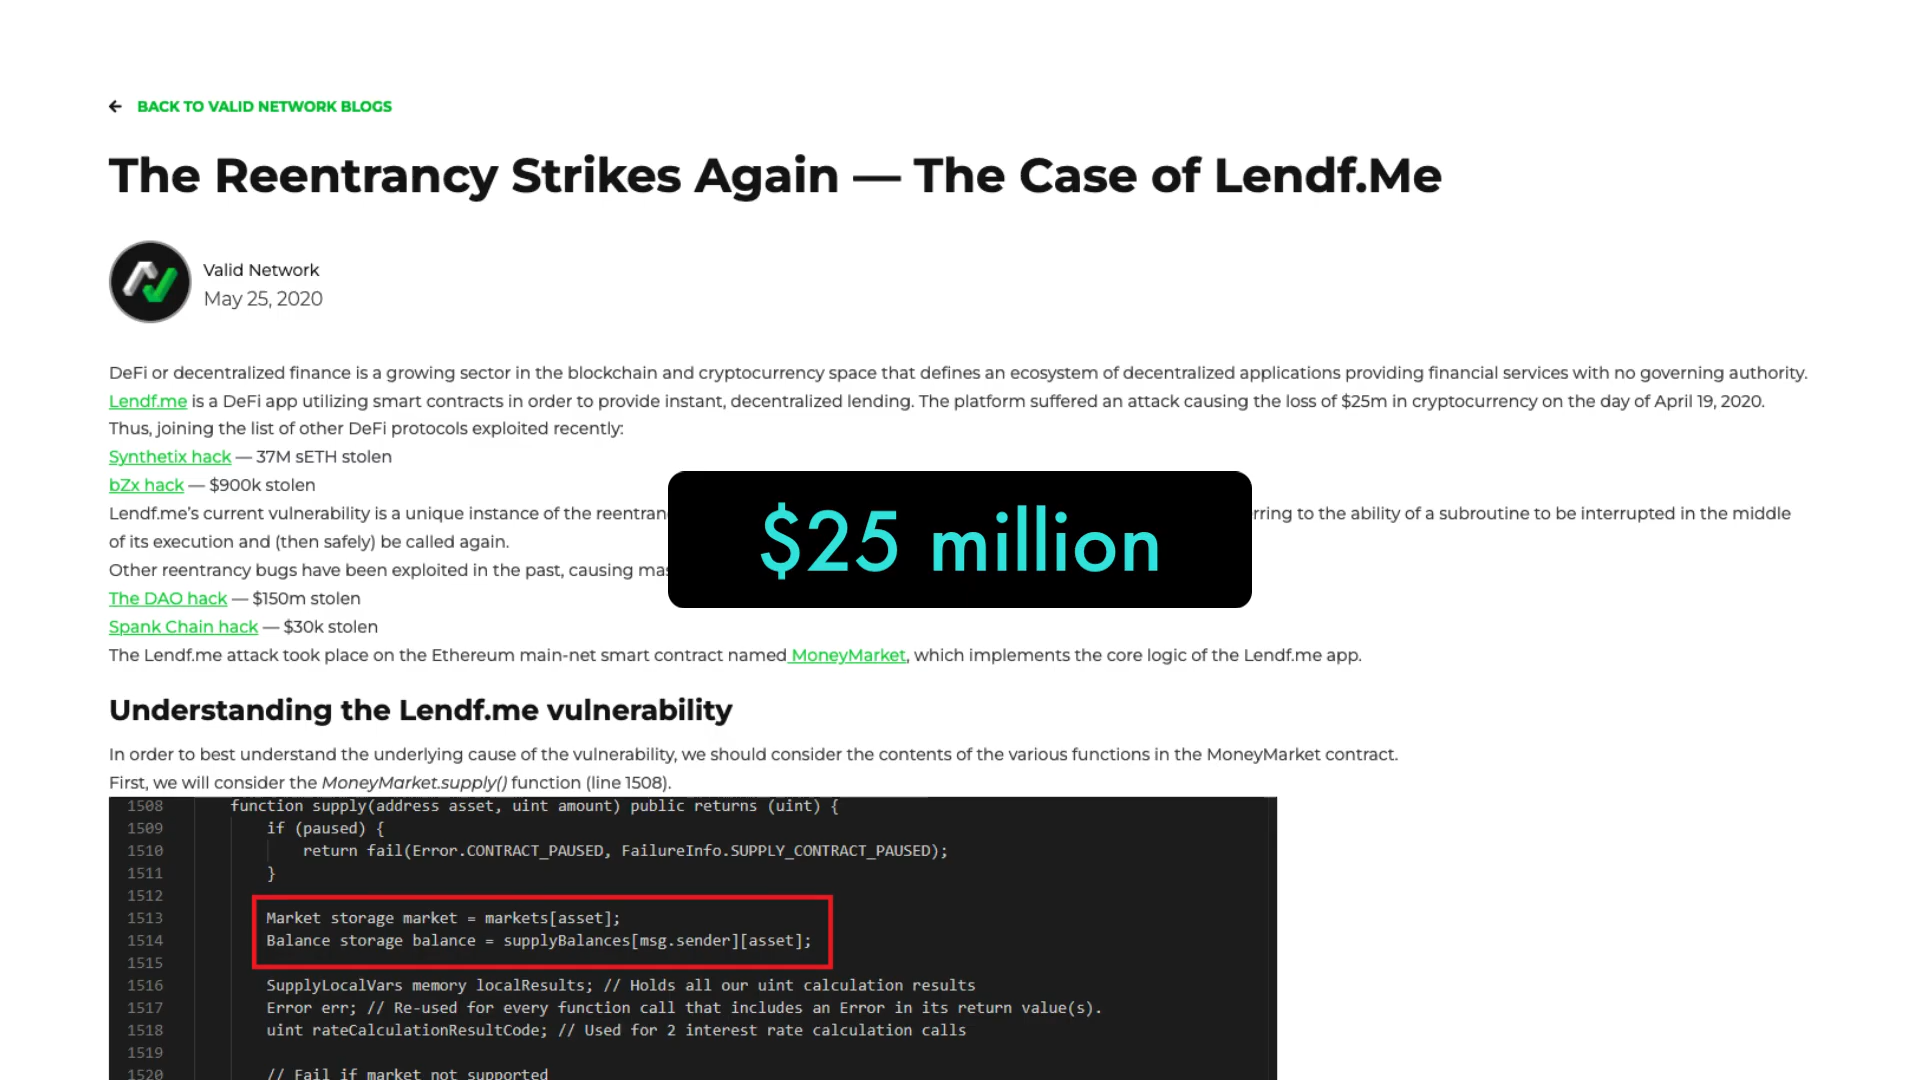 BACK TO VALID NETWORK BLOGS
The Reentrancy Strikes Again — The Case of Lendf.Me
Valid Network
May 25, 2020
DeFi or decentralized finance is a growing sector in the blockchain and cryptocurrency space that defines an ecosystem of decentralized applications providing financial services with no governing authority.
Lendf.me is a DeFi app utilizing smart contracts in order to provide instant, decentralized lending. The platform suffered an attack causing the loss of $25m in cryptocurrency on the day of April 19, 2020.
Thus, joining the list of other DeFi protocols exploited recently:
Synthetix hack — 37M sETH stolen
bZx hack — $900k stolen
Lendf.me’s current vulnerability is a unique instance of the to the ability of a subroutine to be interrupted in the middle
of its execution and (then safely) be called again.
$25 million
Other reentrancy bugs have been exploited in the past, causing
The DAO hack — $150m stolen
Spank Chain hack — $30k stolen
The Lendf.me attack took place on the Ethereum main-net smart contract named MoneyMarket, which implements the core logic of the Lendf.me app.
Understanding the Lendf.me vulnerability
In order to best understand the underlying cause of the vulnerability, we should consider the contents of the various functions in the MoneyMarket contract.
First, we will consider the MoneyMarket.supply() function (line 1508).
1508 function supply(address asset, uint amount) public returns (uint) {
1509 if (paused) {
1510 return fail(Error.CONTRACT_PAUSED, FailureInfo.SUPPLY_CONTRACT_PAUSED);
1511 }
1512
1513 Market storage market = markets[asset];
1514 Balance storage balance = supplyBalances[msg.sender][asset];
1515
1516 SupplyLocalVars memory localResults; // Holds all our uint calculation results
1517 Error err; // Re-used for every function call that includes an Error in its return value(s).
1518 uint rateCalculationResultCode; // Used for 2 interest rate calculation calls
1519
1520 // Fail if market not supported